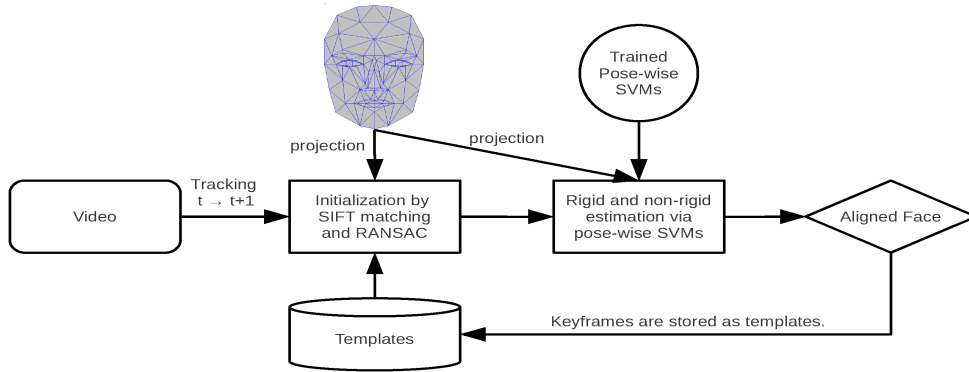 Trained
Pose-wise
SVMs
projection
projection
Tracking
t → t+1
Video
Initialization by
SIFT matching
and RANSAC
Rigid and non-rigid
estimation via
pose-wise SVMs
Aligned Face
Keyframes are stored as templates.
Templates